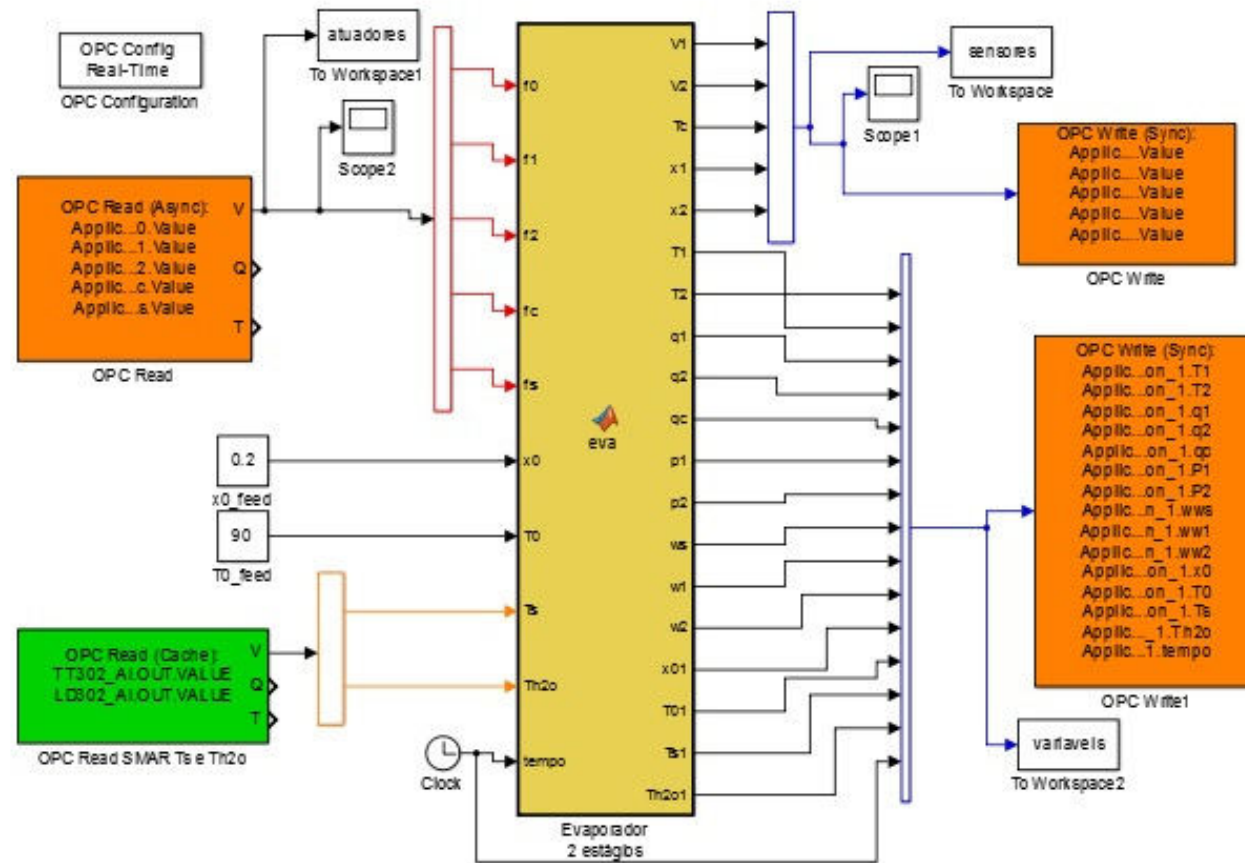 OPC Config
Real-Time
OPC Configuration
atuadores
To Workspace1
Scope2
OPC Read (Async):
Applic...0.Value
Applic...1.Value
Applic...2.Value
Applic...c.Value
Applic...s.Value
V
Q
T
OPC Read
0.2
x0_feed
90
T0_feed
OPC Read (Cache):
TT302_AI.OUT.VALUE
LD302_AI.OUT.VALUE
V
Q
T
OPC Read SMAR Ts e Th2o
Clock
f0
f1
f2
fc
fs
x0
T0
Ts
Th2o
tempo
eva
V1
V2
Tc
x1
x2
T1
T2
q1
q2
qc
p1
p2
ws
w1
w2
x01
T01
Ts1
Th2o1
Evaporador
2 estágios
sensores
To Workspace
Scope1
OPC Write (Sync):
Applic....Value
Applic....Value
Applic....Value
Applic....Value
Applic....Value
OPC Write
OPC Write (Sync):
Applic...on_1.T1
Applic...on_1.T2
Applic...on_1.q1
Applic...on_1.q2
Applic...on_1.qc
Applic...on_1.P1
Applic...on_1.P2
Applic...n_1.wws
Applic...n_1.ww1
Applic...n_1.ww2
Applic...on_1.x0
Applic...on_1.T0
Applic...on_1.Ts
Applic..._1.Th2o
Applic...1.tempo
OPC Write1
variaveis
To Workspace2